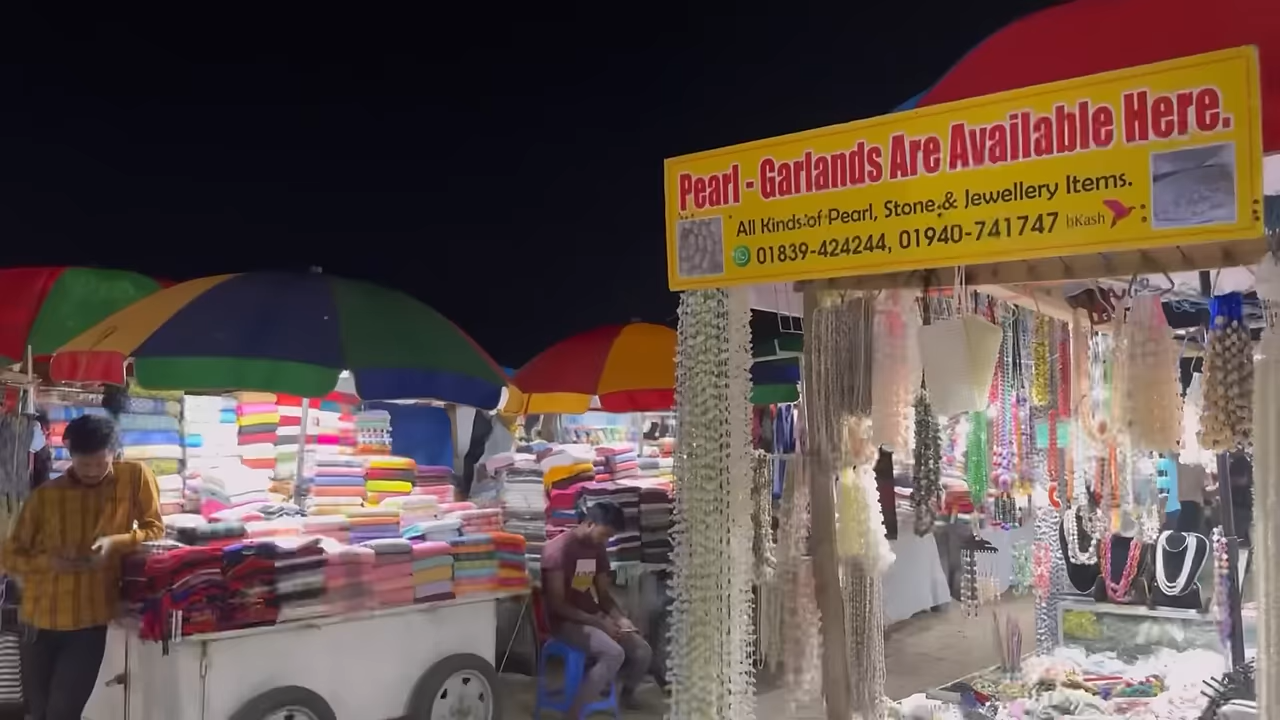 Pearl - Garlands Are Available Here.
All Kinds of Pearl, Stone & Jewellery Items.
01839-424244, 01940-741747 bKash